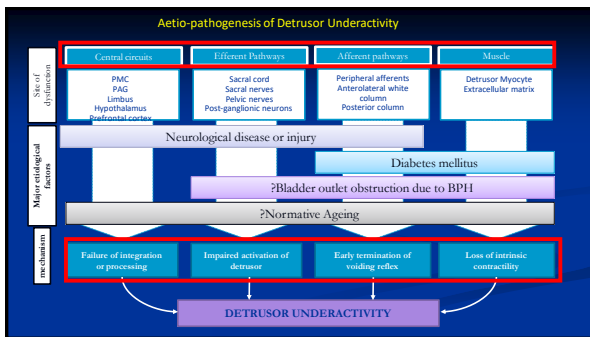 Aetio-pathogenesis of Detrusor Underactivity
Site of
dysfunction
Central circuits
Efferent Pathways
Afferent pathways
Muscle
PMC
PAG
Limbus
Hypothalamus
Prefrontal cortex
Sacral cord
Sacral nerves
Pelvic nerves
Post-ganglionic neurons
Peripheral afferents
Anterolateral white
column
Posterior column
Detrusor Myocyte
Extracellular matrix
Major etiological
factors
Neurological disease or injury
Diabetes mellitus
?Bladder outlet obstruction due to BPH
?Normative Ageing
mechanism
Failure of integration
or processing
Impaired activation of
detrusor
Early termination of
voiding reflex
Loss of intrinsic
contractility
DETRUSOR UNDERACTIVITY